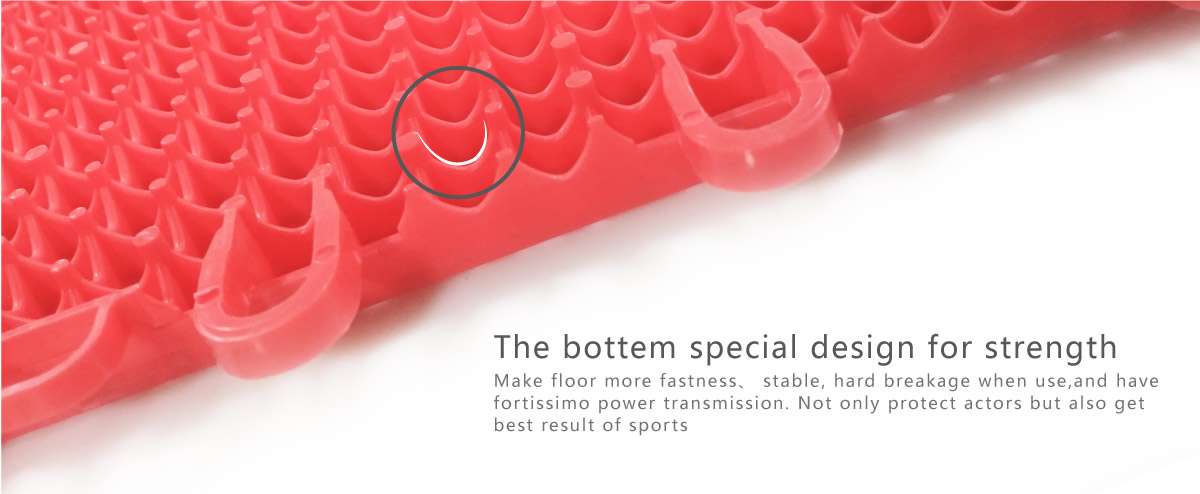 The bottem special design for strength
Make floor more fastness、 stable, hard breakage when use,and have
fortissimo power transmission. Not only protect actors but also get
best result of sports